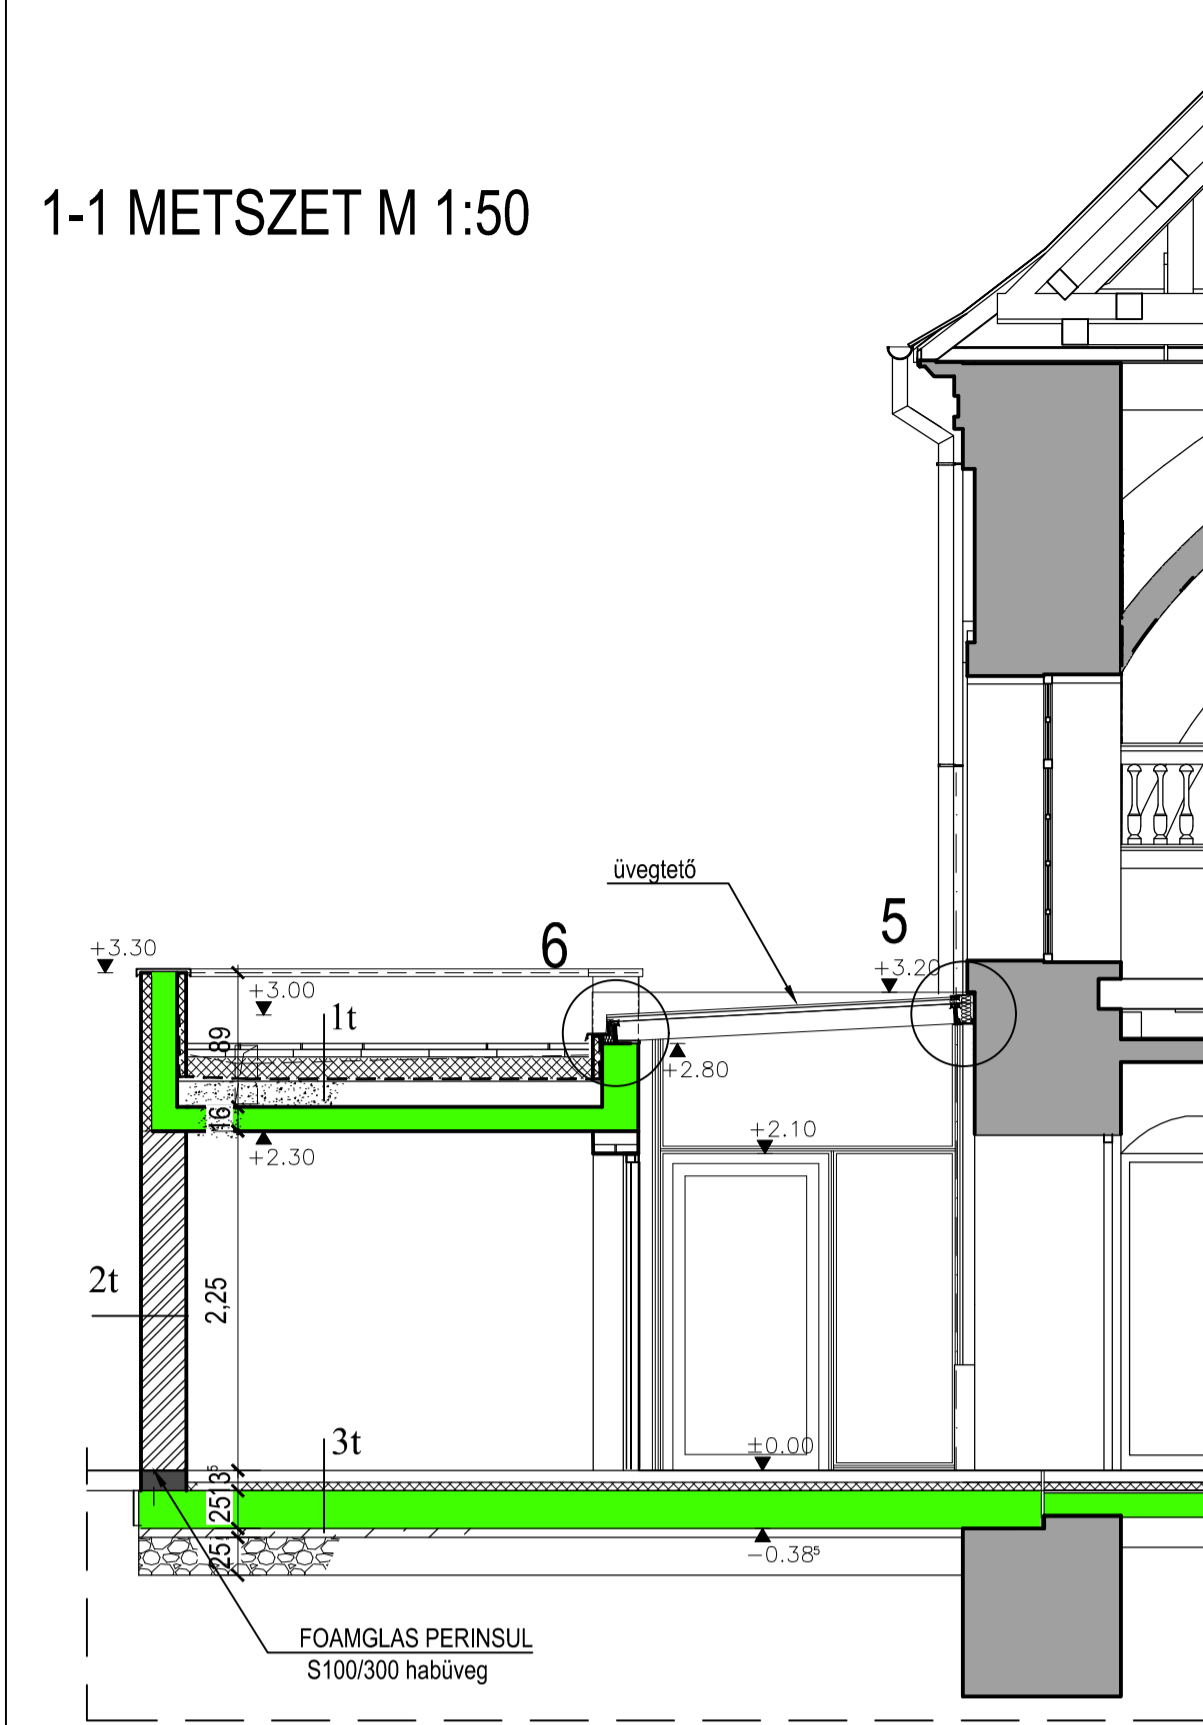 1-1 METSZET M 1:50
üvegtető
6
5
+3.30
+3.20
+3.00
1t
89
+2.80
16
+2.10
+2.30
2t
2,25
3t
±0.00
13⁵
25
-0.38⁵
25
FOAMGLAS PERINSUL
S100/300 habüveg